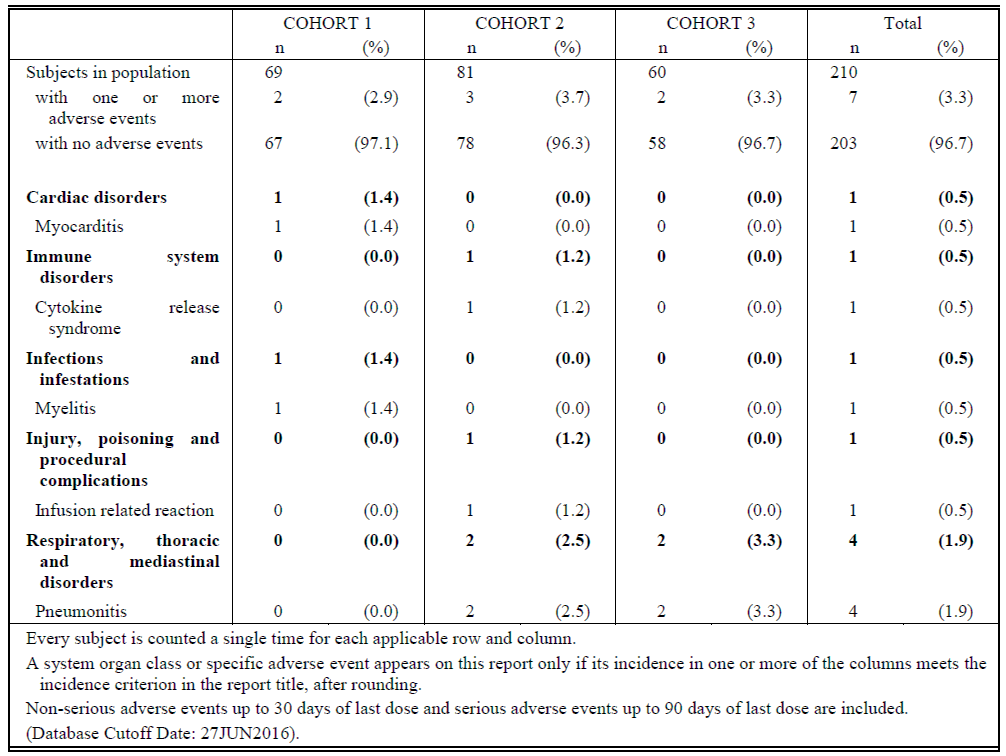 COHORT 1 COHORT 2 COHORT 3 Total
n (%) n (%) n (%) n (%)
Subjects in population 69 81 60 210
with one or more 2 (2.9) 3 (3.7) 2 (3.3) 7 (3.3)
adverse events
with no adverse events 67 (97.1) 78 (96.3) 58 (96.7) 203 (96.7)
Cardiac disorders 1 (1.4) 0 (0.0) 0 (0.0) 1 (0.5)
Myocarditis 1 (1.4) 0 (0.0) 0 (0.0) 1 (0.5)
Immune system 0 (0.0) 1 (1.2) 0 (0.0) 1 (0.5)
disorders
Cytokine release 0 (0.0) 1 (1.2) 0 (0.0) 1 (0.5)
syndrome
Infections and 1 (1.4) 0 (0.0) 0 (0.0) 1 (0.5)
infestations
Myelitis 1 (1.4) 0 (0.0) 0 (0.0) 1 (0.5)
Injury, poisoning and 0 (0.0) 1 (1.2) 0 (0.0) 1 (0.5)
procedural
complications
Infusion related reaction 0 (0.0) 1 (1.2) 0 (0.0) 1 (0.5)
Respiratory, thoracic 0 (0.0) 2 (2.5) 2 (3.3) 4 (1.9)
and mediastinal
disorders
Pneumonitis 0 (0.0) 2 (2.5) 2 (3.3) 4 (1.9)
Every subject is counted a single time for each applicable row and column.
A system organ class or specific adverse event appears on this report only if its incidence in one or more of the columns meets the
incidence criterion in the report title, after rounding.
Non-serious adverse events up to 30 days of last dose and serious adverse events up to 90 days of last dose are included.
(Database Cutoff Date: 27JUN2016).